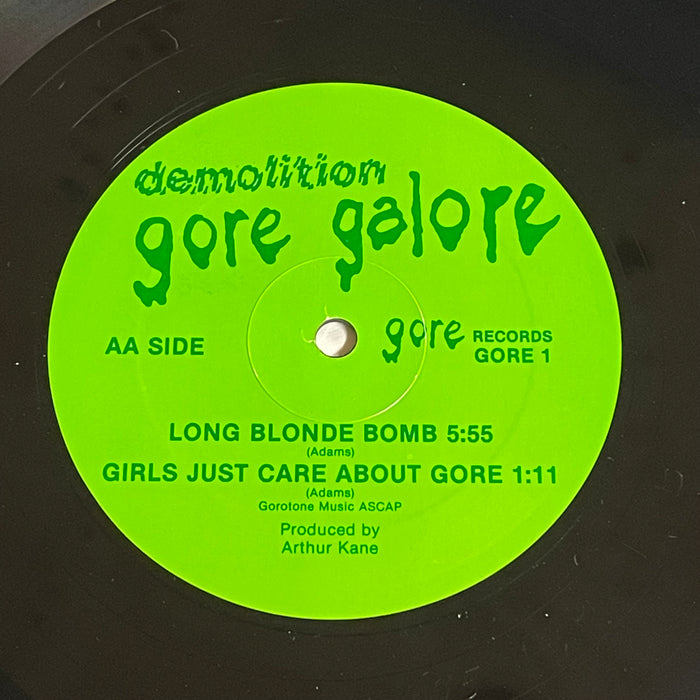 demolition
gore galore
AA SIDE
gore RECORDS
GORE 1
LONG BLONDE BOMB 5:55
(Adams)
GIRLS JUST CARE ABOUT GORE 1:11
(Adams)
Gorotone Music ASCAP
Produced by
Arthur Kane